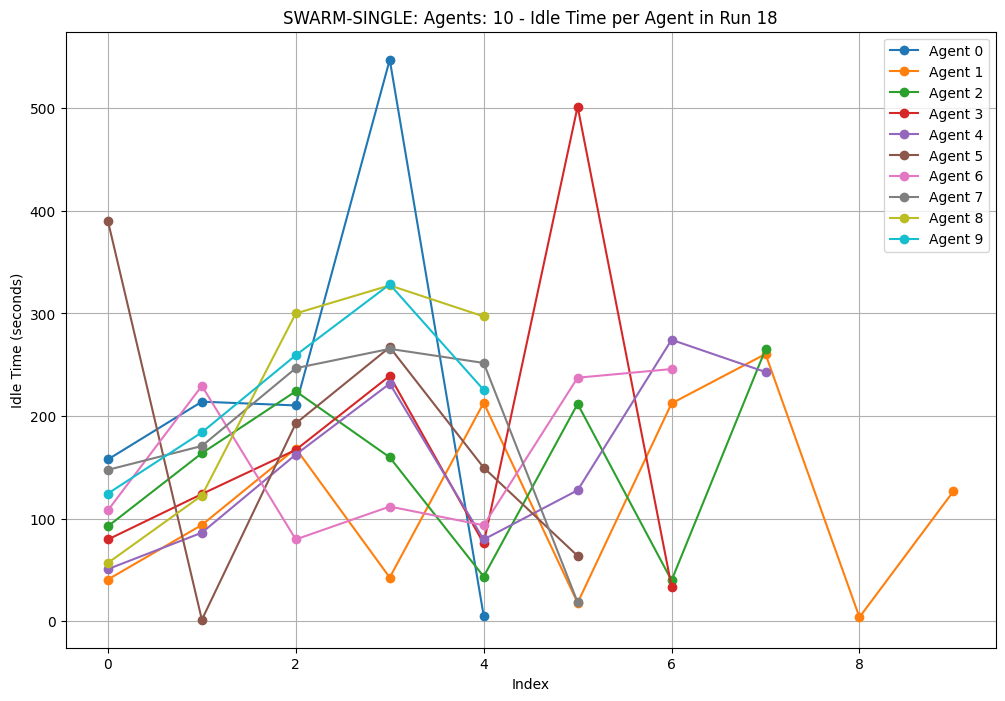 SWARM-SINGLE: Agents: 10 - Idle Time per Agent in Run 18
Idle Time (seconds)
500
400
300
200
100
0
0 2 4 6 8
Index
Agent 0
Agent 1
Agent 2
Agent 3
Agent 4
Agent 5
Agent 6
Agent 7
Agent 8
Agent 9